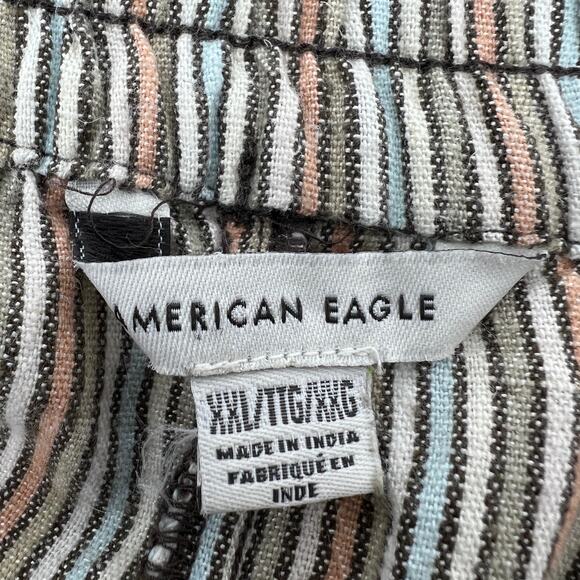 AMERICAN EAGLE
XXL/TTG/XXG
MADE IN INDIA
FABRIQUÉ EN
INDE